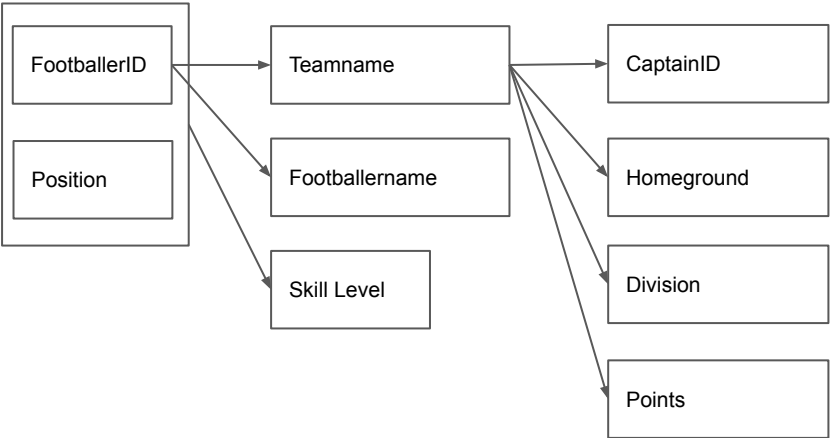 FootballerID
Teamname
CaptainID
Position
Footballername
Homeground
Skill Level
Division
Points